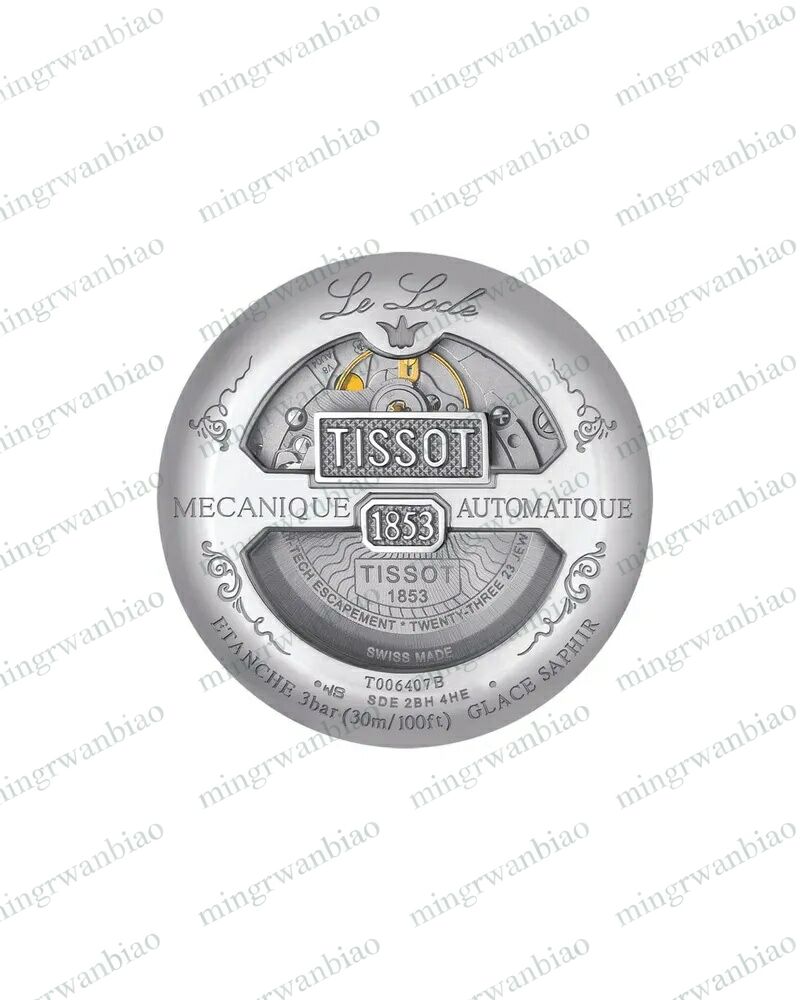 mingrwanbiao
Le Locle
TISSOT
MECANIQUE
AUTOMATIQUE
1853
TISSOT
1853
TECH ESCAPEMENT * TWENTY-THREE 23
SWISS MADE
T006407B
SDE 2BH 4HE
ETANCHE 3bar (30m/100ft)
GLACE SAPHIR